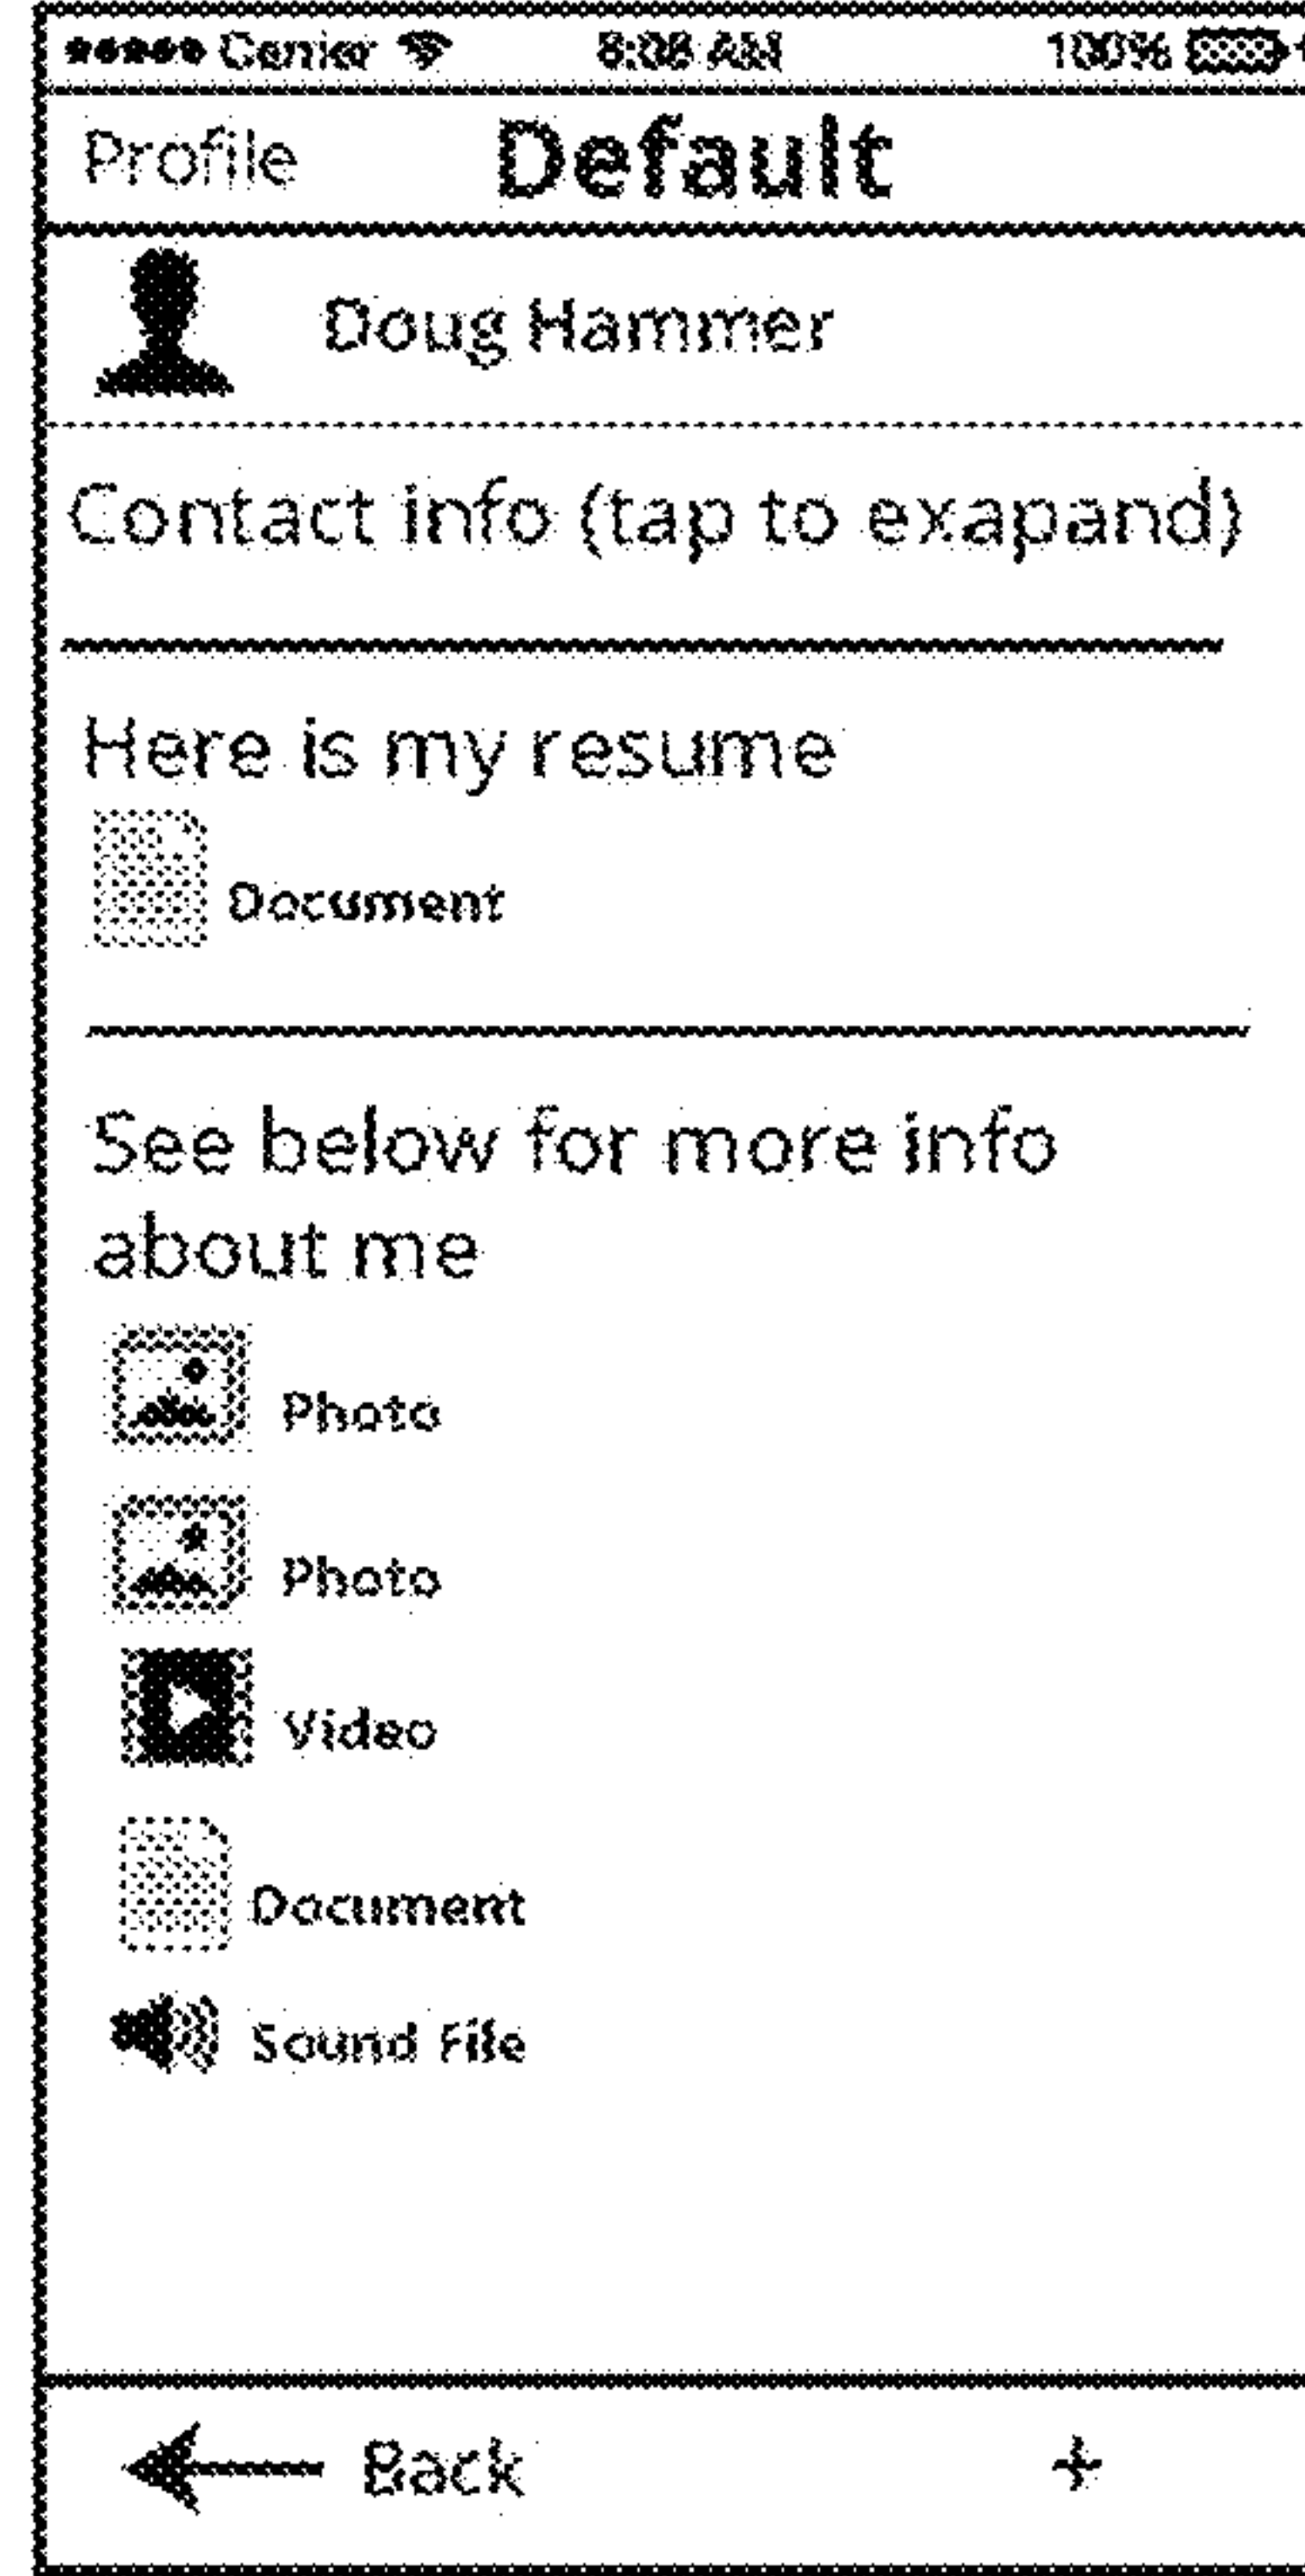 Carrier 8:08 AM 100%
Profile Default
Doug Hammer
Contact info (tap to exapand)
Here is my resume
Document
See below for more info
about me
Photo
Photo
Video
Document
Sound File
Back +